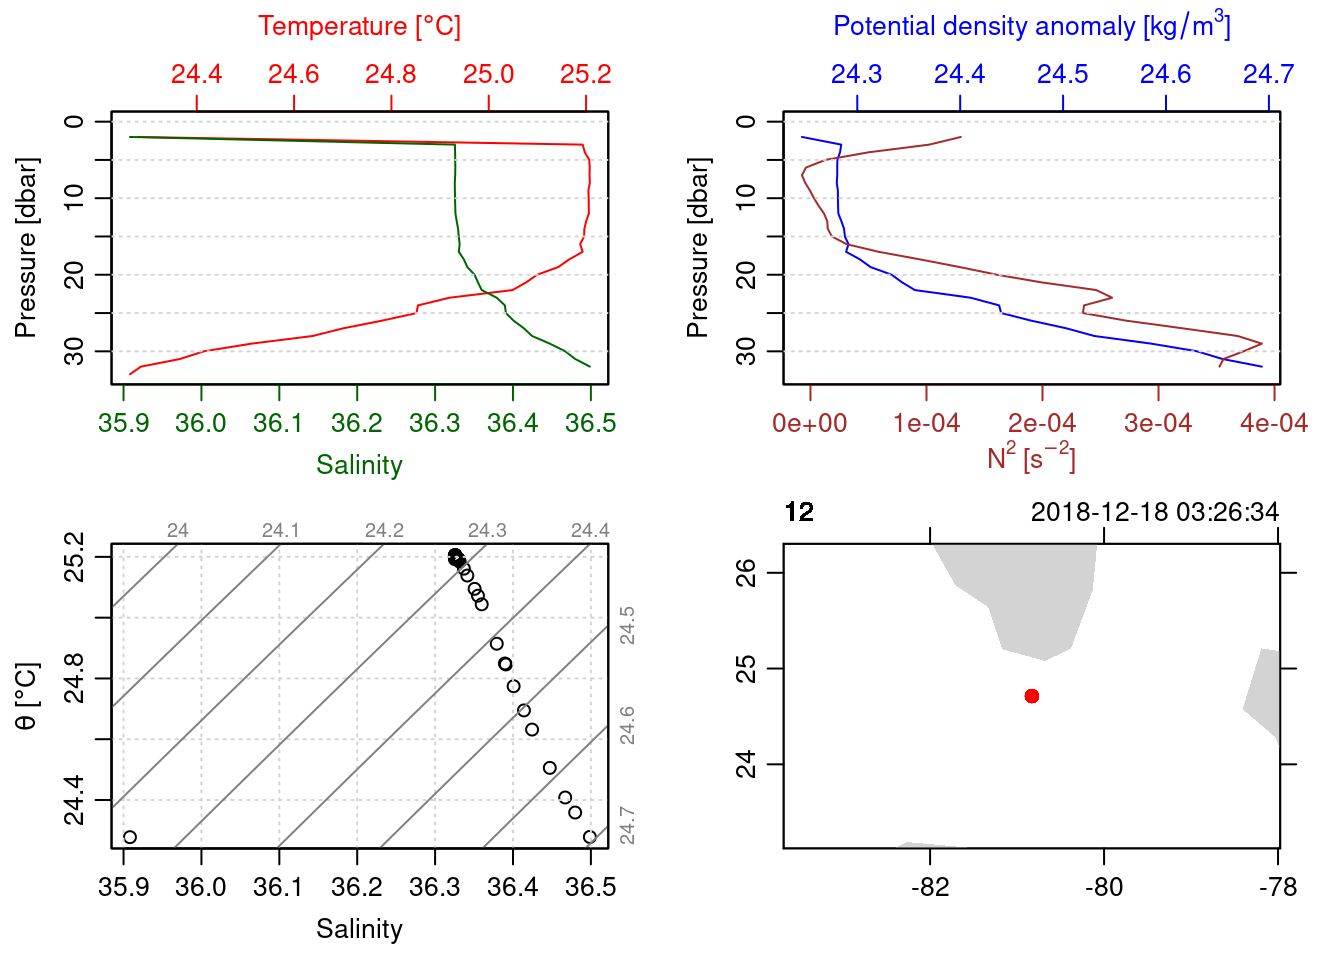 Temperature [°C]
24.4 24.6 24.8 25.0 25.2
Pressure [dbar]
0
10
20
30
35.9 36.0 36.1 36.2 36.3 36.4 36.5
Salinity
Potential density anomaly [kg/m³]
24.3 24.4 24.5 24.6 24.7
Pressure [dbar]
0
10
20
30
0e+00 1e-04 2e-04 3e-04 4e-04
N² [s⁻²]
24 24.1 24.2 24.3 24.4
θ [°C]
25.2
24.8
24.4
24.5
24.6
24.7
35.9 36.0 36.1 36.2 36.3 36.4 36.5
Salinity
12 2018-12-18 03:26:34
26
25
24
-82 -80 -78